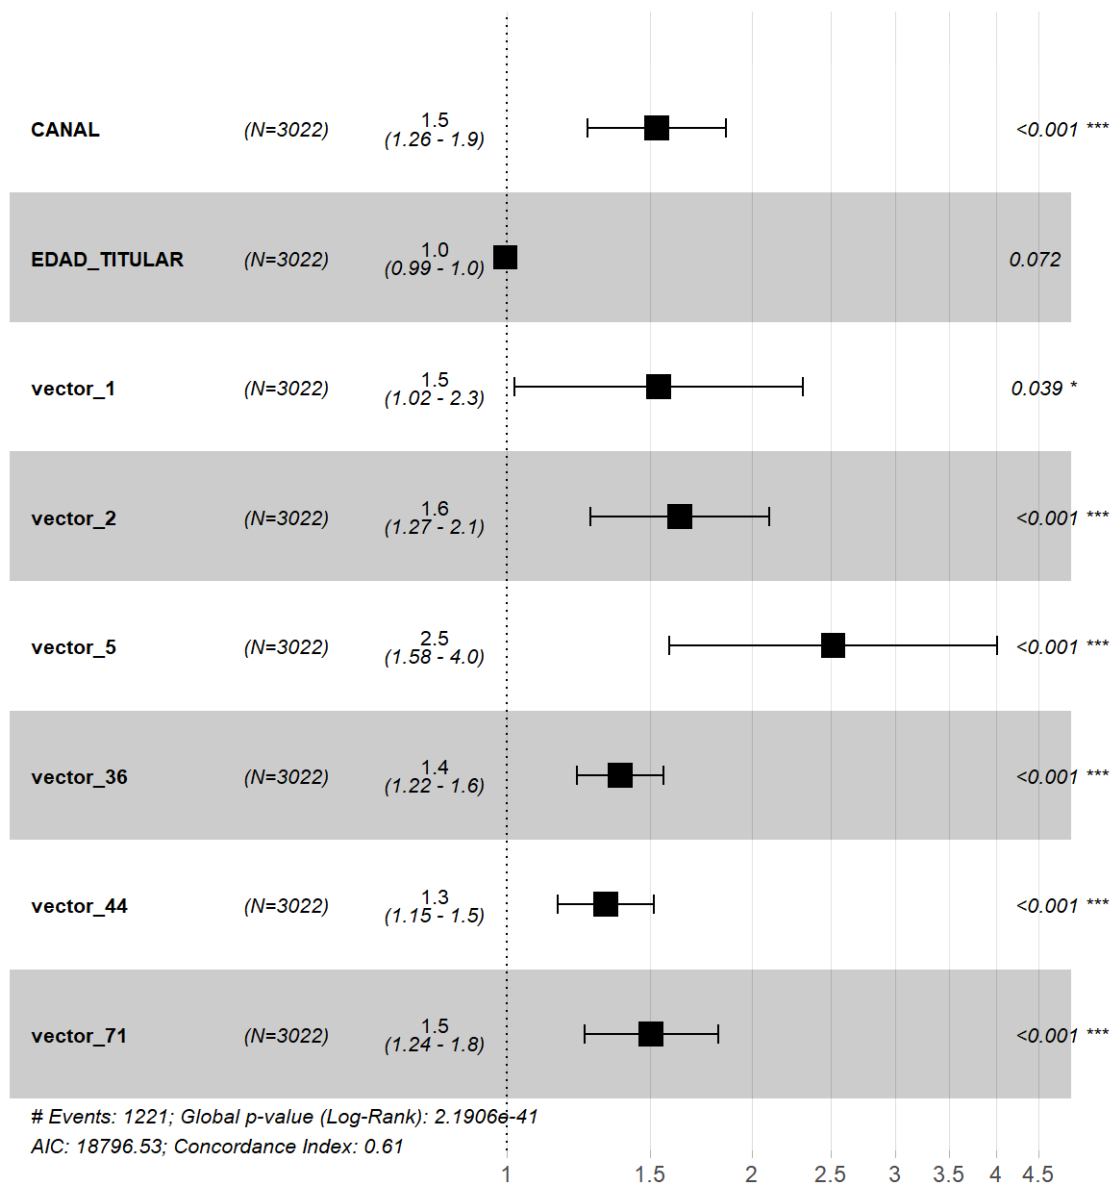 CANAL (N=3022) 1.5 (1.26 - 1.9) <0.001 ***
EDAD_TITULAR (N=3022) 1.0 (0.99 - 1.0) 0.072
vector_1 (N=3022) 1.5 (1.02 - 2.3) 0.039 *
vector_2 (N=3022) 1.6 (1.27 - 2.1) <0.001 ***
vector_5 (N=3022) 2.5 (1.58 - 4.0) <0.001 ***
vector_36 (N=3022) 1.4 (1.22 - 1.6) <0.001 ***
vector_44 (N=3022) 1.3 (1.15 - 1.5) <0.001 ***
vector_71 (N=3022) 1.5 (1.24 - 1.8) <0.001 ***
# Events: 1221; Global p-value (Log-Rank): 2.1906e-41
AIC: 18796.53; Concordance Index: 0.61
1 1.5 2 2.5 3 3.5 4 4.5